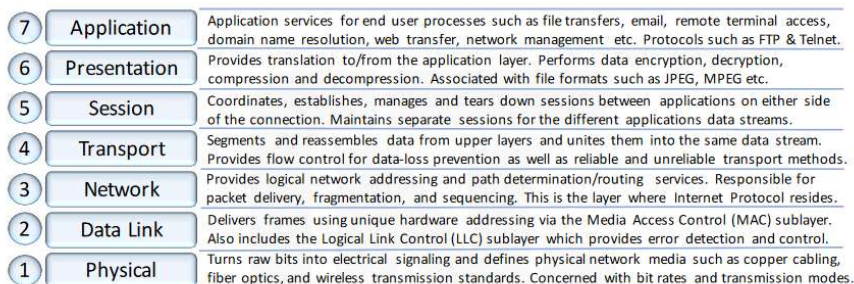 7 Application Application services for end user processes such as file transfers, email, remote terminal access,
domain name resolution, web transfer, network management etc. Protocols such as FTP & Telnet.
6 Presentation Provides translation to/from the application layer. Performs data encryption, decryption,
compression and decompression. Associated with file formats such as JPEG, MPEG etc.
5 Session Coordinates, establishes, manages and tears down sessions between applications on either side
of the connection. Maintains separate sessions for the different applications data streams.
4 Transport Segments and reassembles data from upper layers and unites them into the same data stream.
Provides flow control for data-loss prevention as well as reliable and unreliable transport methods.
3 Network Provides logical network addressing and path determination/routing services. Responsible for
packet delivery, fragmentation, and sequencing. This is the layer where Internet Protocol resides.
2 Data Link Delivers frames using unique hardware addressing via the Media Access Control (MAC) sublayer.
Also includes the Logical Link Control (LLC) sublayer which provides error detection and control.
1 Physical Turns raw bits into electrical signaling and defines physical network media such as copper cabling,
fiber optics, and wireless transmission standards. Concerned with bit rates and transmission modes.